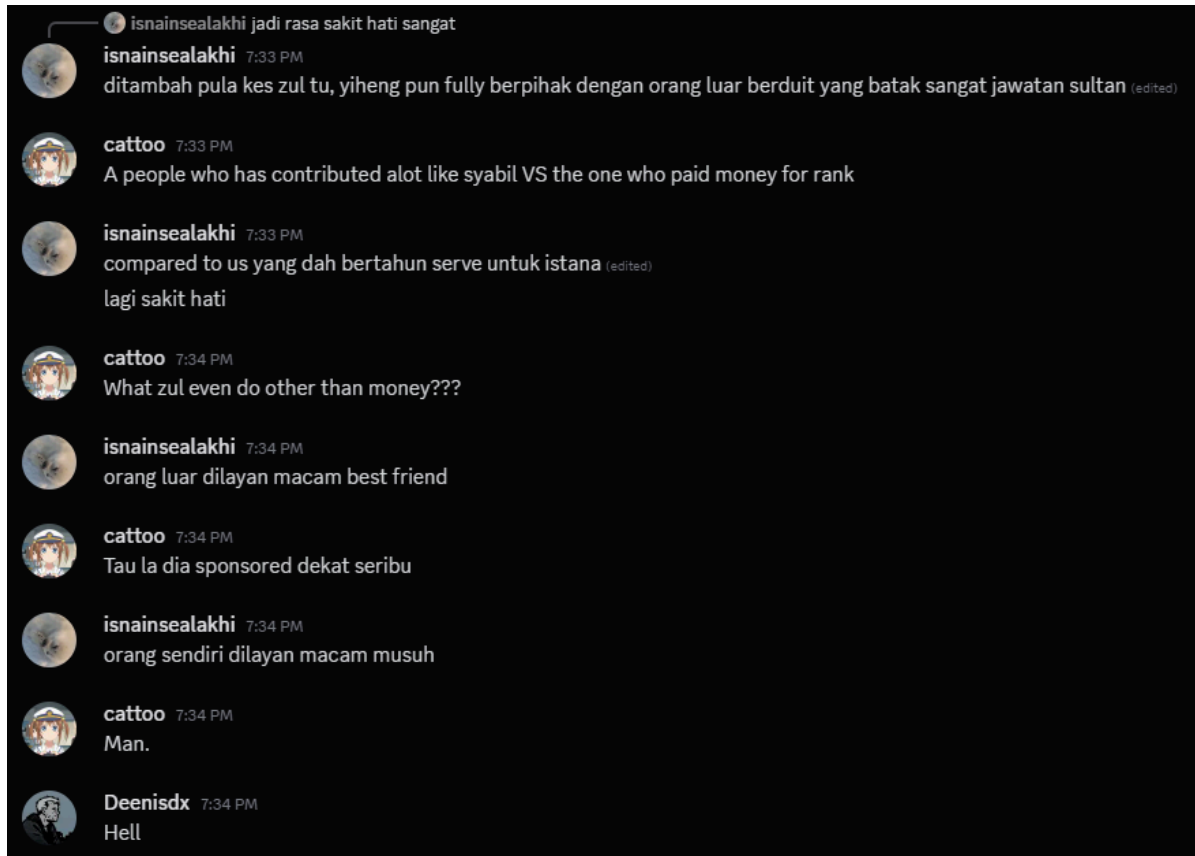 isnainsealakhi jadi rasa sakit hati sangat
isnainsealakhi 7:33 PM
ditambah pula kes zul tu, yiheng pun fully berpihak dengan orang luar berduit yang batak sangat jawatan sultan (edited)
cattoo 7:33 PM
A people who has contributed alot like syabil VS the one who paid money for rank
isnainsealakhi 7:33 PM
compared to us yang dah bertahun serve untuk istana (edited)
lagi sakit hati
cattoo 7:34 PM
What zul even do other than money???
isnainsealakhi 7:34 PM
orang luar dilayan macam best friend
cattoo 7:34 PM
Tau la dia sponsored dekat seribu
isnainsealakhi 7:34 PM
orang sendiri dilayan macam musuh
cattoo 7:34 PM
Man.
Deenisdx 7:34 PM
Hell